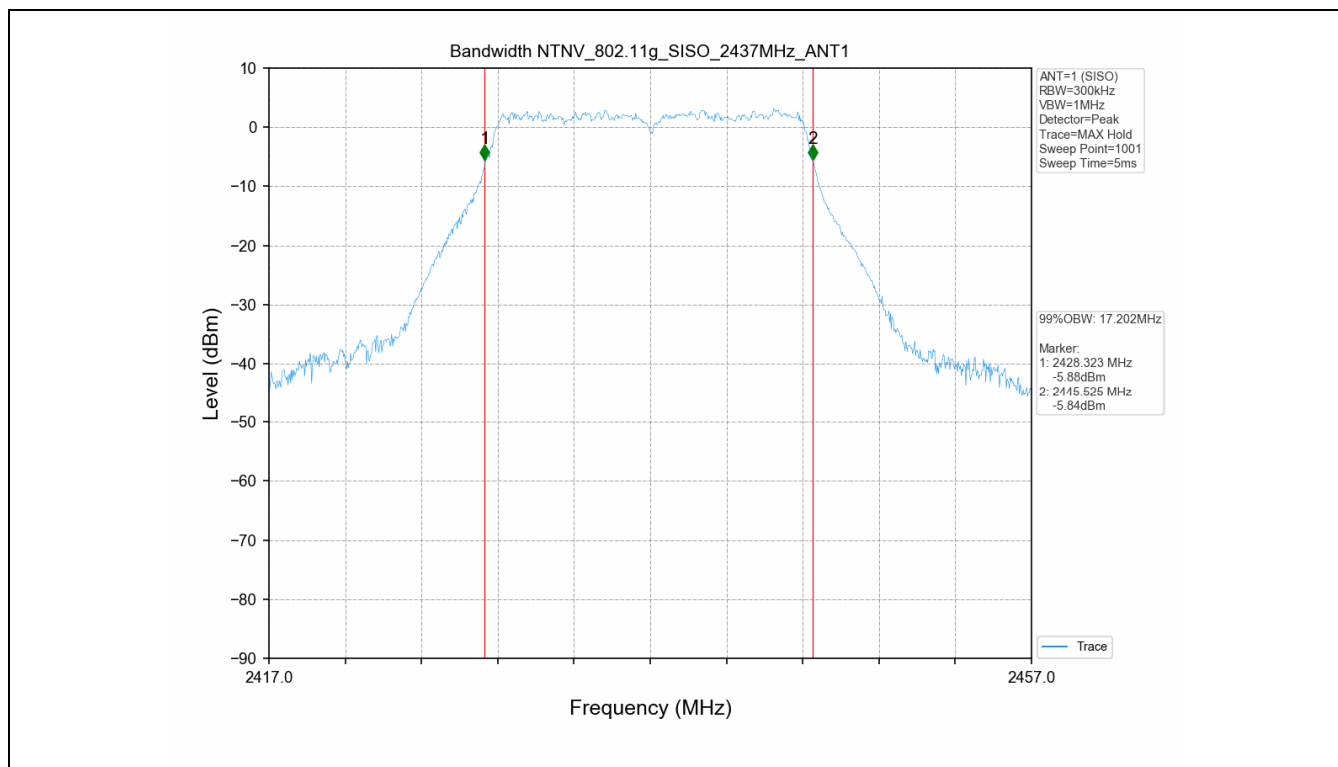 Bandwidth NTNV_802.11g_SISO_2437MHz_ANT1
10
0
−10
−20
−30
−40
−50
−60
−70
−80
−90
Level (dBm)
1
2
2417.0
2457.0
Frequency (MHz)
ANT=1 (SISO)
RBW=300kHz
VBW=1MHz
Detector=Peak
Trace=MAX Hold
Sweep Point=1001
Sweep Time=5ms
99%OBW: 17.202MHz
Marker:
1: 2428.323 MHz
-5.88dBm
2: 2445.525 MHz
-5.84dBm
Trace